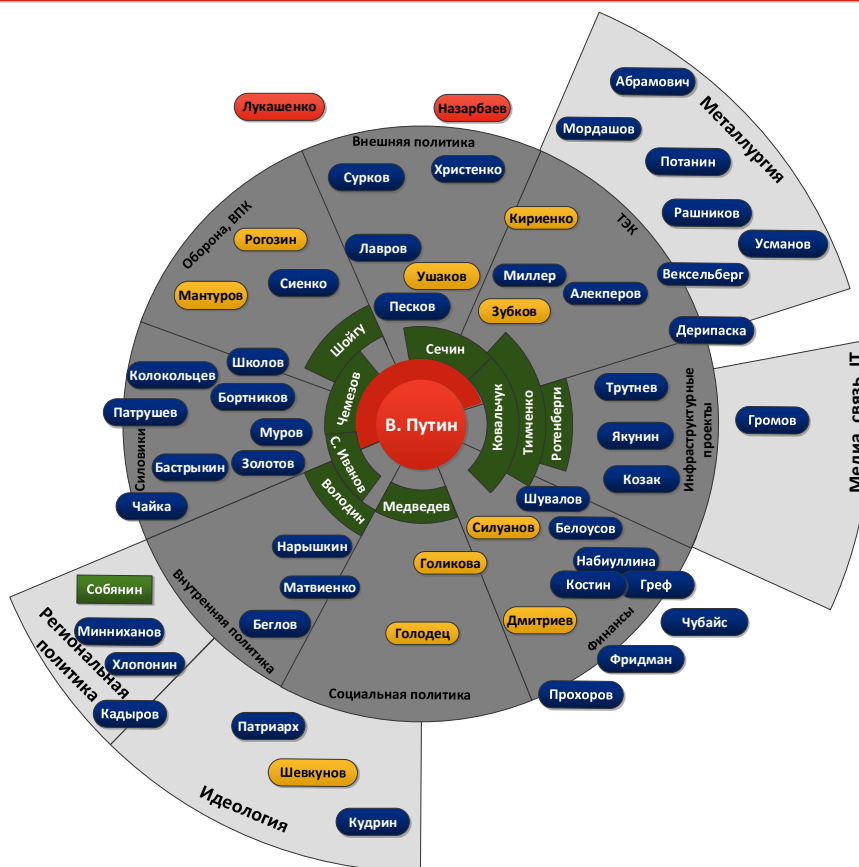 Лукашенко
Назарбаев
Внешняя политика
Сурков
Христенко
Лавров
Ушаков
Песков
Оборона, ВПК
Рогозин
Мантуров
Сиенко
ТЭК
Кириенко
Миллер
Алекперов
Зубков
Металлургия
Абрамович
Мордашов
Потанин
Рашников
Усманов
Вексельберг
Дерипаска
Шойгу
Сечин
Чемезов
В. Путин
Ковальчук
Тимченко
Ротенберги
С. Иванов
Володин
Медведев
Силовики
Школов
Колокольцев
Бортников
Патрушев
Муров
Бастрыкин
Золотов
Чайка
Инфраструктурные
проекты
Трутнев
Якунин
Козак
Громов
Медиа, связь, IT
Шувалов
Силуанов
Белоусов
Набиуллина
Костин
Греф
Дмитриев
Финансы
Чубайс
Фридман
Прохоров
Голикова
Голодец
Социальная политика
Нарышкин
Матвиенко
Беглов
Внутренняя политика
Собянин
Минниханов
Хлопонин
Кадыров
Региональная
политика
Патриарх
Шевкунов
Кудрин
Идеология